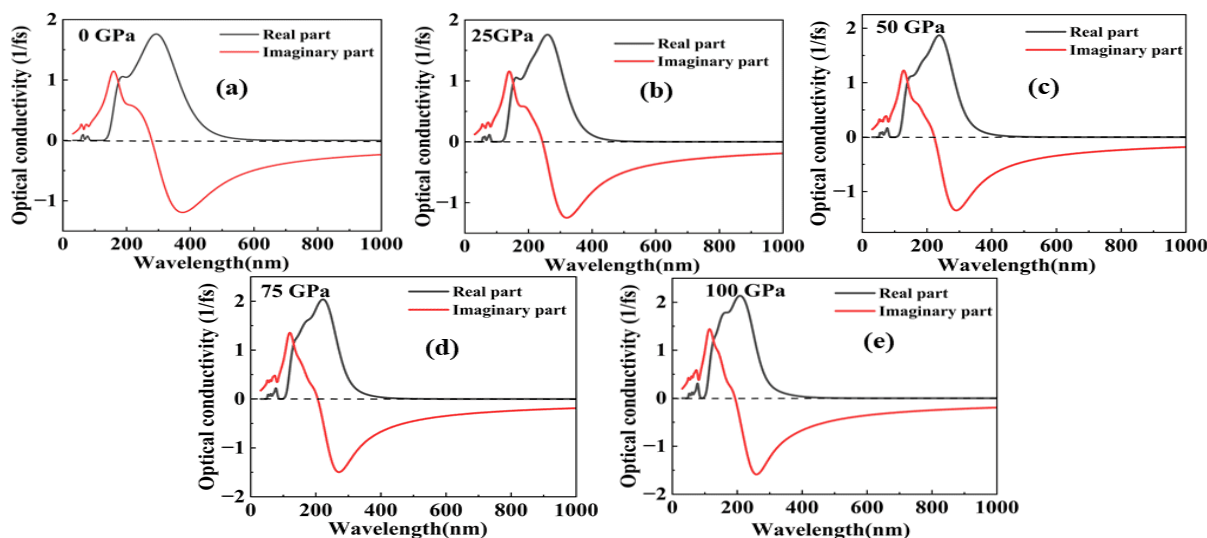 0 GPa
Real part
Imaginary part
(a)
2
1
0
−1
0 200 400 600 800 1000
Wavelength(nm)
Optical conductivity (1/fs)
25GPa
Real part
Imaginary part
(b)
2
1
0
−1
0 200 400 600 800 1000
Wavelength(nm)
Optical conductivity (1/fs)
50 GPa
Real part
Imaginary part
(c)
2
1
0
−1
0 200 400 600 800 1000
Wavelength(nm)
Optical conductivity (1/fs)
75 GPa
Real part
Imaginary part
(d)
2
1
0
−1
−2
0 200 400 600 800 1000
Wavelength(nm)
Optical conductivity (1/fs)
100 GPa
Real part
Imaginary part
(e)
2
1
0
−1
−2
0 200 400 600 800 1000
Wavelength(nm)
Optical conductivity (1/fs)